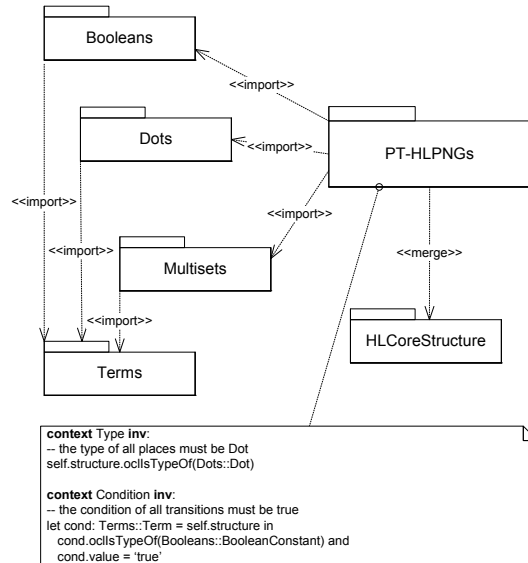 Booleans
<<import>>
Dots
<<import>>
PT-HLPNGs
<<import>>
<<import>>
<<import>>
<<merge>>
Multisets
<<import>>
HLCoreStructure
Terms
context Type inv:
-- the type of all places must be Dot
self.structure.oclIsTypeOf(Dots::Dot)
context Condition inv:
-- the condition of all transitions must be true
let cond: Terms::Term = self.structure in
cond.oclIsTypeOf(Booleans::BooleanConstant) and
cond.value = ‘true’